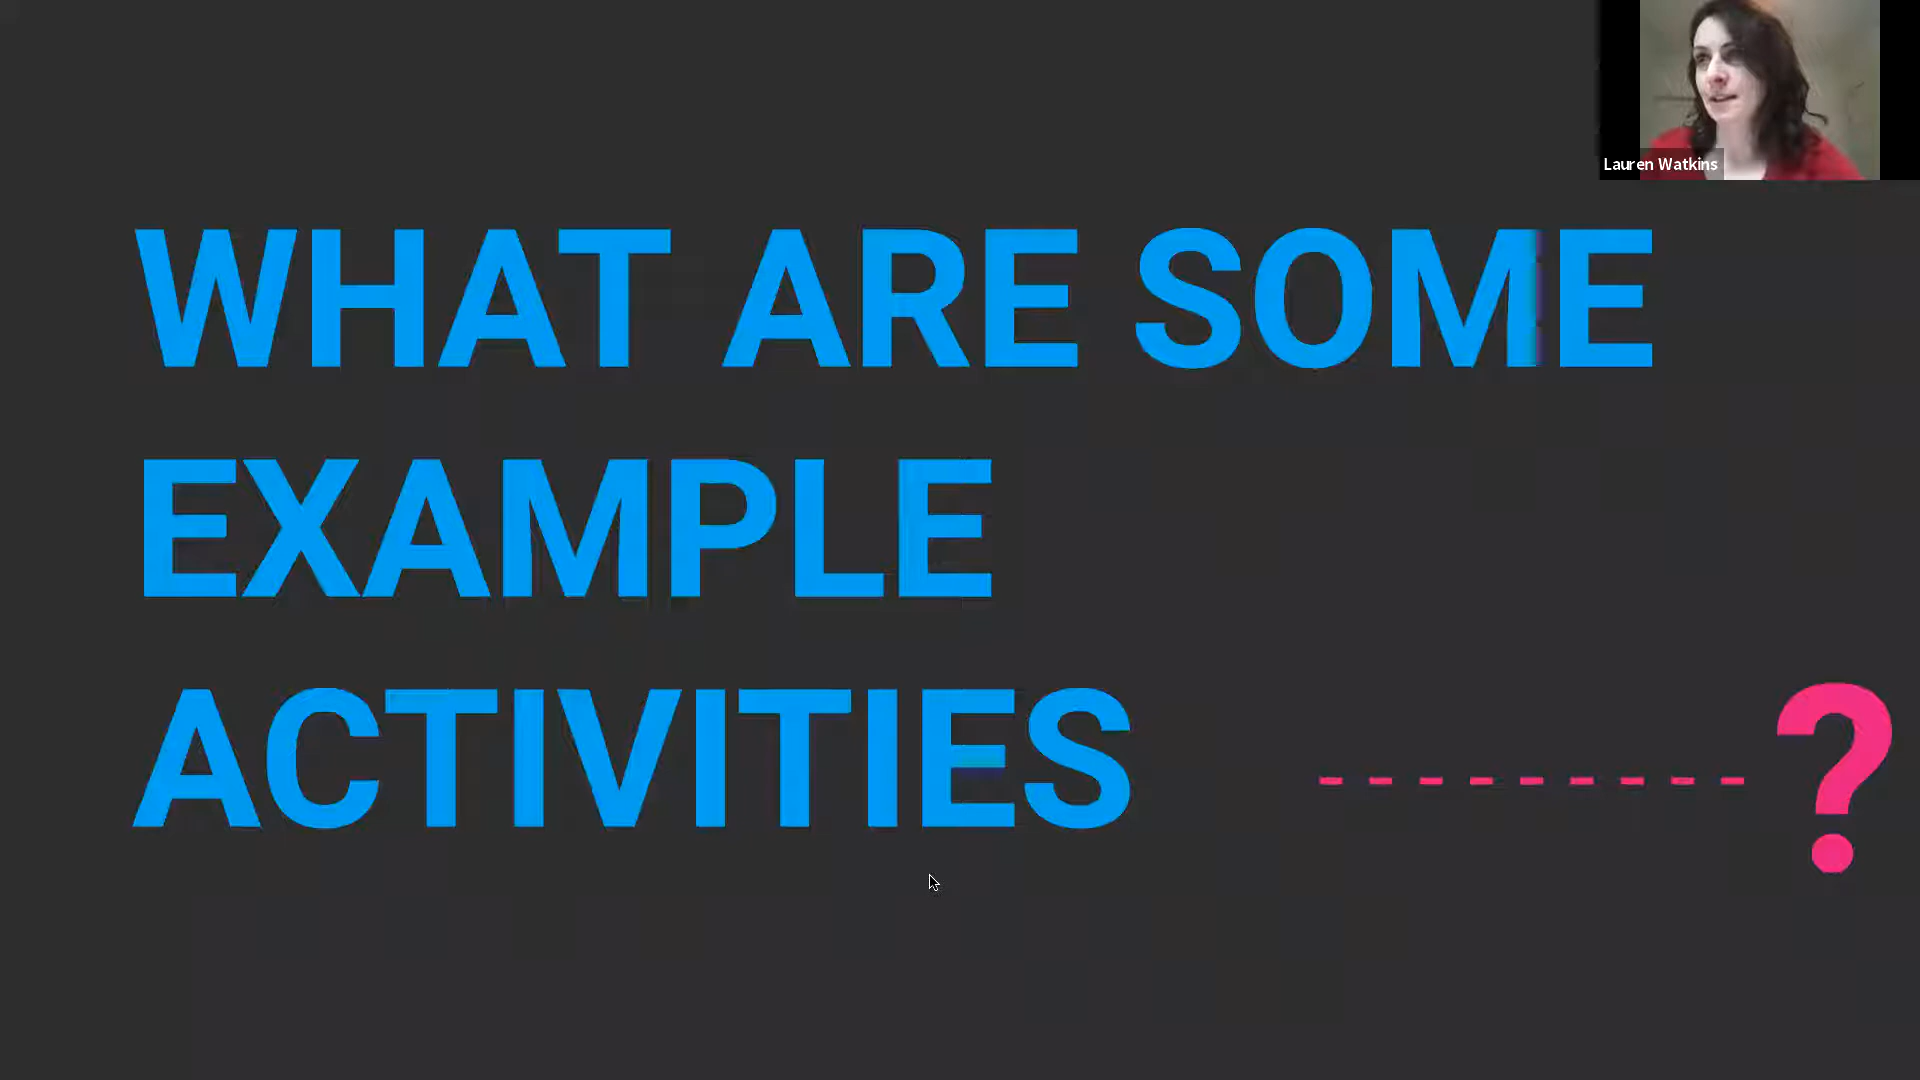 Lauren Watkins
WHAT ARE SOME
EXAMPLE
ACTIVITIES ---------?